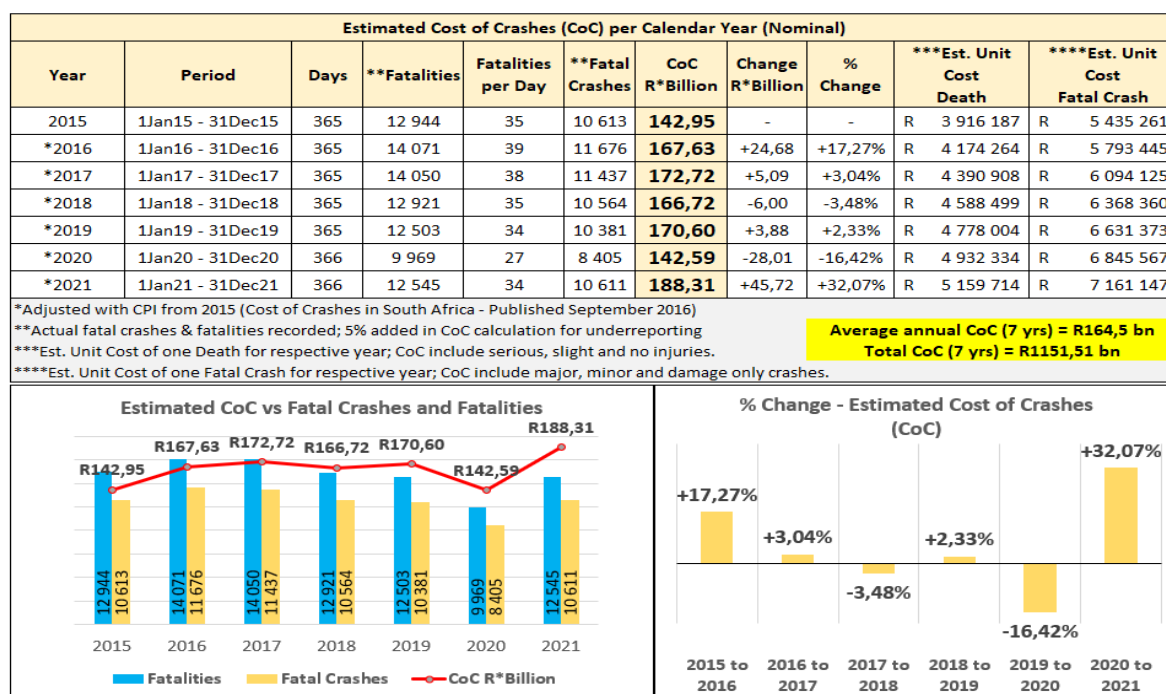 Estimated Cost of Crashes (CoC) per Calendar Year (Nominal)
Year Period Days **Fatalities Fatalities per Day **Fatal Crashes CoC R*Billion Change R*Billion % Change ***Est. Unit Cost Death ****Est. Unit Cost Fatal Crash
2015 1Jan15 - 31Dec15 365 12 944 35 10 613 142,95 - - R 3 916 187 R 5 435 261
*2016 1Jan16 - 31Dec16 365 14 071 39 11 676 167,63 +24,68 +17,27% R 4 174 264 R 5 793 445
*2017 1Jan17 - 31Dec17 365 14 050 38 11 437 172,72 +5,09 +3,04% R 4 390 908 R 6 094 125
*2018 1Jan18 - 31Dec18 365 12 921 35 10 564 166,72 -6,00 -3,48% R 4 588 499 R 6 368 360
*2019 1Jan19 - 31Dec19 365 12 503 34 10 381 170,60 +3,88 +2,33% R 4 778 004 R 6 631 373
*2020 1Jan20 - 31Dec20 366 9 969 27 8 405 142,59 -28,01 -16,42% R 4 932 334 R 6 845 567
*2021 1Jan21 - 31Dec21 366 12 545 34 10 611 188,31 +45,72 +32,07% R 5 159 714 R 7 161 147
*Adjusted with CPI from 2015 (Cost of Crashes in South Africa - Published September 2016)
**Actual fatal crashes & fatalities recorded; 5% added in CoC calculation for underreporting
***Est. Unit Cost of one Death for respective year; CoC include serious, slight and no injuries.
****Est. Unit Cost of one Fatal Crash for respective year; CoC include major, minor and damage only crashes.
Average annual CoC (7 yrs) = R164,5 bn
Total CoC (7 yrs) = R1151,51 bn
Estimated CoC vs Fatal Crashes and Fatalities
R142,95 R167,63 R172,72 R166,72 R170,60 R142,59 R188,31
12 944 10 613 14 071 11 676 14 050 11 437 12 921 10 564 12 503 10 381 9 969 8 405 12 545 10 611
2015 2016 2017 2018 2019 2020 2021
Fatalities Fatal Crashes CoC R*Billion
% Change - Estimated Cost of Crashes
(CoC)
+17,27% +3,04% -3,48% +2,33% -16,42% +32,07%
2015 to 2016 2016 to 2017 2017 to 2018 2018 to 2019 2019 to 2020 2020 to 2021